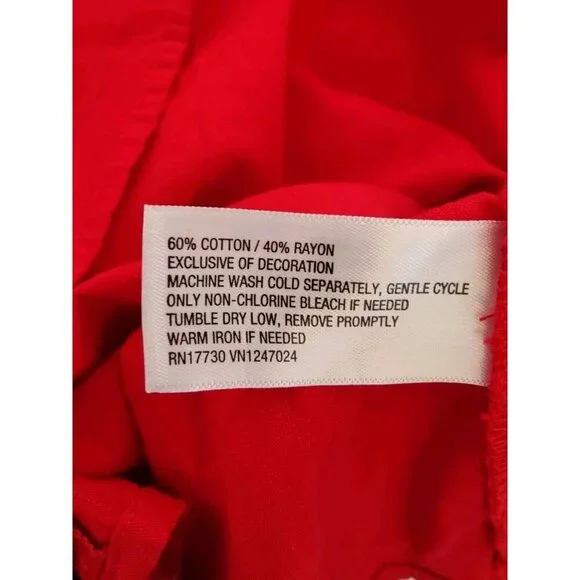 60% COTTON / 40% RAYON
EXCLUSIVE OF DECORATION
MACHINE WASH COLD SEPARATELY, GENTLE CYCLE
ONLY NON-CHLORINE BLEACH IF NEEDED
TUMBLE DRY LOW, REMOVE PROMPTLY
WARM IRON IF NEEDED
RN17730 VN1247024